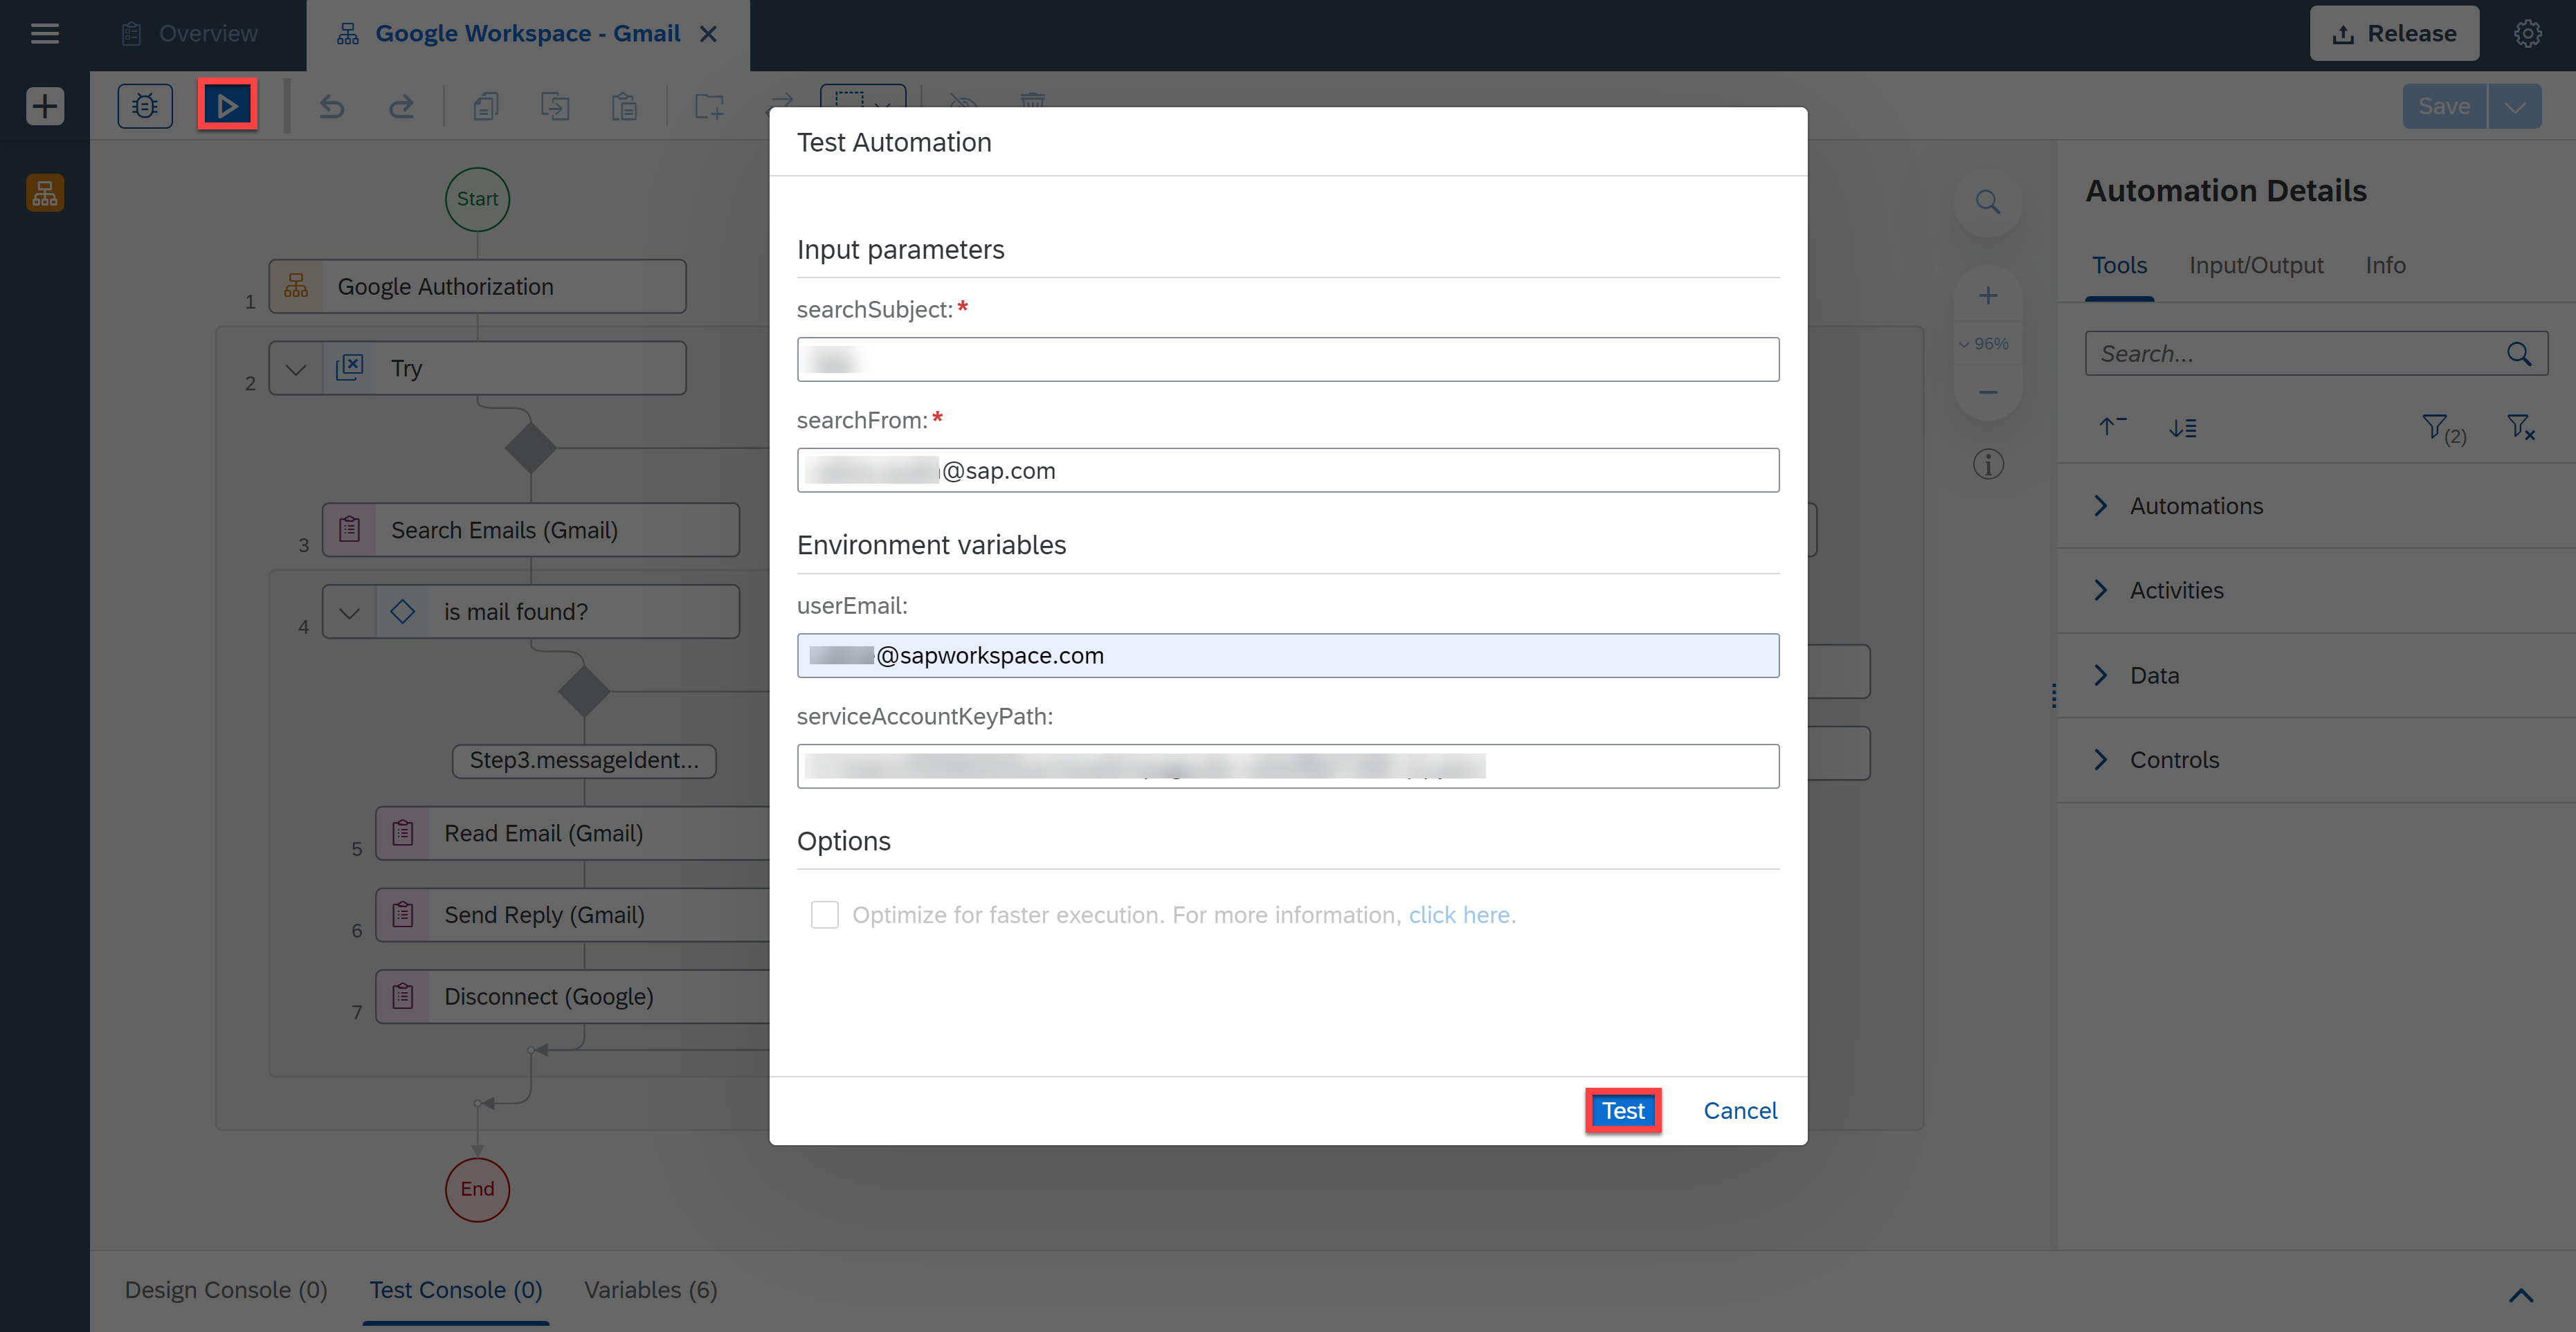 Overview
Google Workspace - Gmail
Release
Save
Start
1
Google Authorization
2
Try
3
Search Emails (Gmail)
4
is mail found?
Step3.messageIdent...
5
Read Email (Gmail)
6
Send Reply (Gmail)
7
Disconnect (Google)
End
Test Automation
Input parameters
searchSubject:*
searchFrom:*
@sap.com
Environment variables
userEmail:
@sapworkspace.com
serviceAccountKeyPath:
Options
Optimize for faster execution. For more information, click here.
Test
Cancel
96%
Automation Details
Tools
Input/Output
Info
Search...
(2)
Automations
Activities
Data
Controls
Design Console (0)
Test Console (0)
Variables (6)